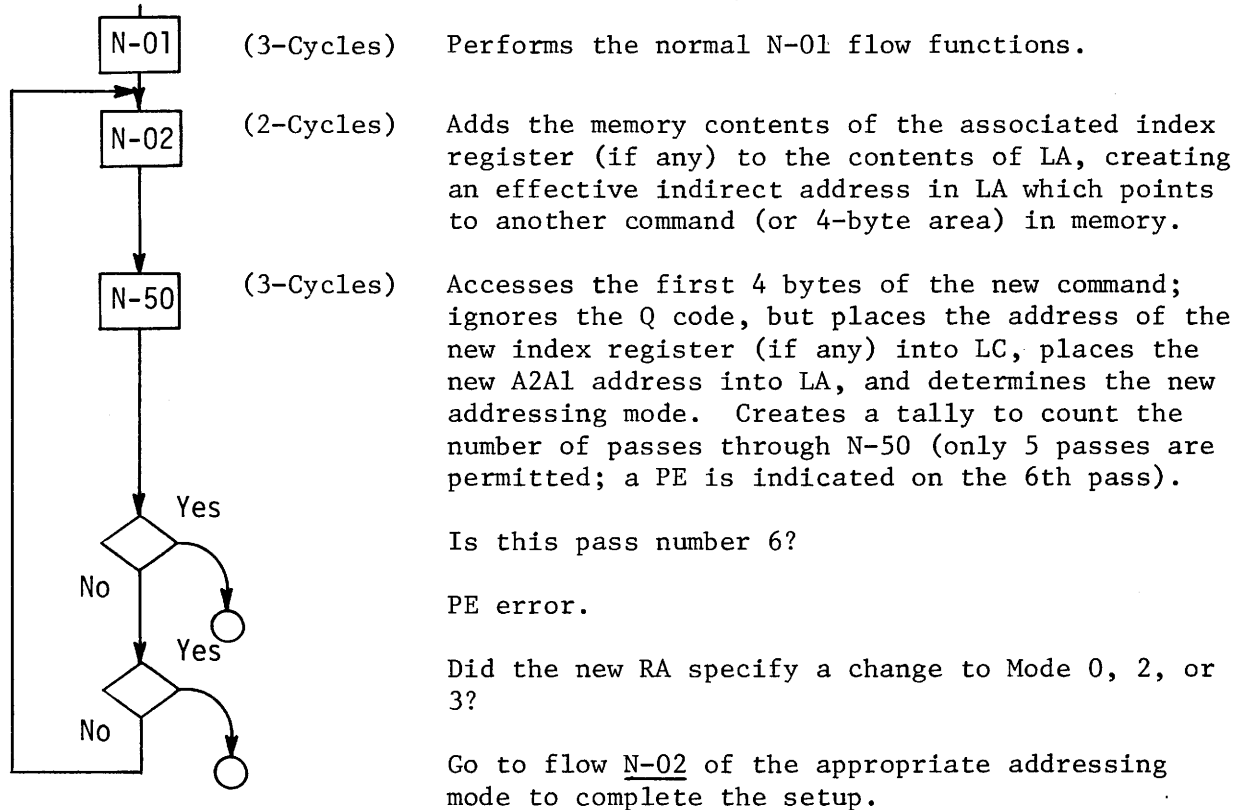 N-01 (3-Cycles) Performs the normal N-01 flow functions.
N-02 (2-Cycles) Adds the memory contents of the associated index
register (if any) to the contents of LA, creating
an effective indirect address in LA which points
to another command (or 4-byte area) in memory.
N-50 (3-Cycles) Accesses the first 4 bytes of the new command;
ignores the Q code, but places the address of the
new index register (if any) into LC, places the
new A2A1 address into LA, and determines the new
addressing mode. Creates a tally to count the
number of passes through N-50 (only 5 passes are
permitted; a PE is indicated on the 6th pass).
Yes
Is this pass number 6?
No
PE error.
Yes
Did the new RA specify a change to Mode 0, 2, or
3?
No
Go to flow N-02 of the appropriate addressing
mode to complete the setup.